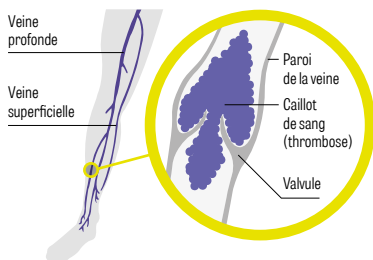 Veine
profonde
Veine
superficielle
Paroi
de la veine
Caillot
de sang
(thrombose)
Valvule